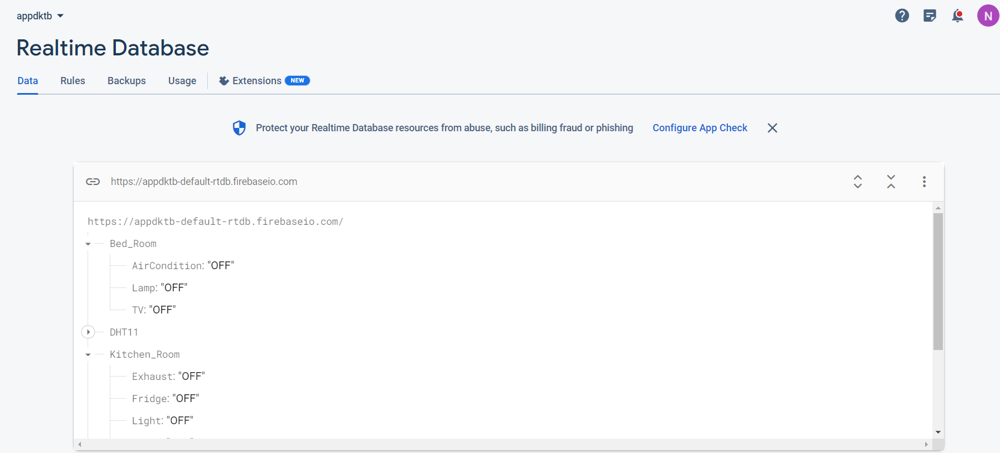 appdktb
N
Realtime Database
Data Rules Backups Usage Extensions NEW
Protect your Realtime Database resources from abuse, such as billing fraud or phishing Configure App Check
https://appdktb-default-rtdb.firebaseio.com
https://appdktb-default-rtdb.firebaseio.com/
Bed_Room
AirCondition: "OFF"
Lamp: "OFF"
TV: "OFF"
DHT11
Kitchen_Room
Exhaust: "OFF"
Fridge: "OFF"
Light: "OFF"